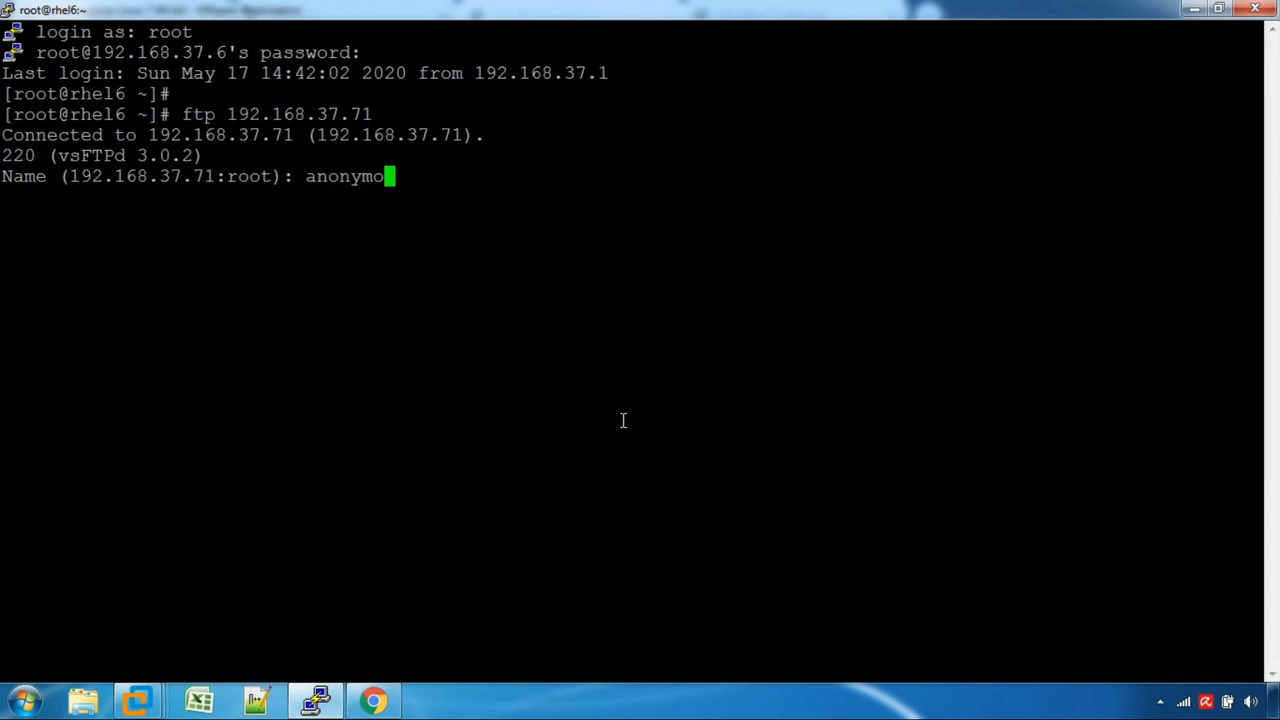 root@rhel6:~
login as: root
root@192.168.37.6's password:
Last login: Sun May 17 14:42:02 2020 from 192.168.37.1
[root@rhel6 ~]#
[root@rhel6 ~]# ftp 192.168.37.71
Connected to 192.168.37.71 (192.168.37.71).
220 (vsFTPd 3.0.2)
Name (192.168.37.71:root): anonymo